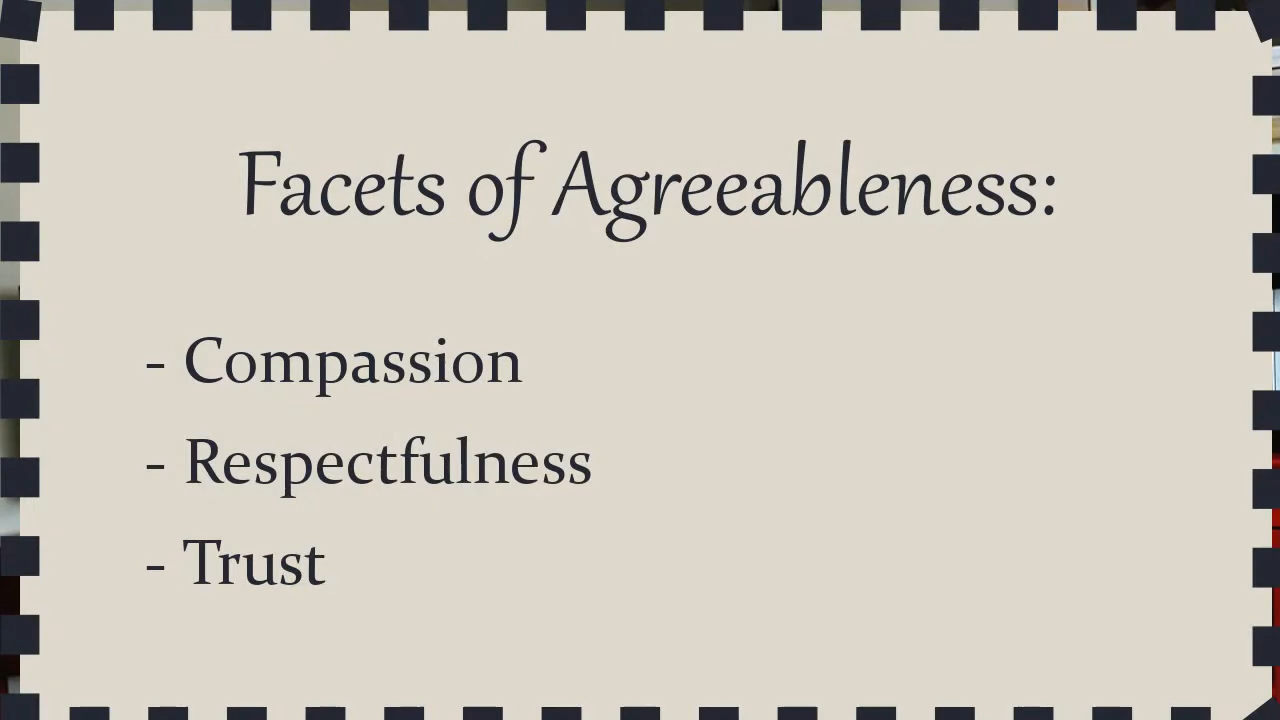 Facets of Agreeableness:
- Compassion
- Respectfulness
- Trust